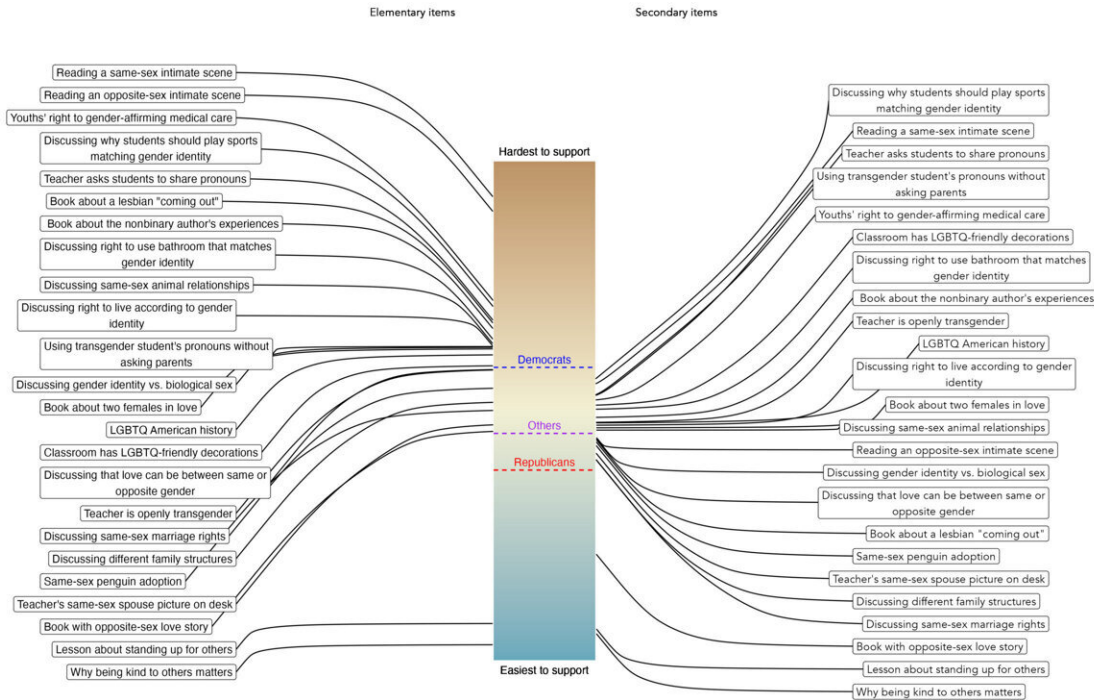 Elementary items
Secondary items
Reading a same-sex intimate scene
Reading an opposite-sex intimate scene
Youths' right to gender-affirming medical care
Discussing why students should play sports
matching gender identity
Teacher asks students to share pronouns
Book about a lesbian "coming out"
Book about the nonbinary author's experiences
Discussing right to use bathroom that matches
gender identity
Discussing same-sex animal relationships
Discussing right to live according to gender
identity
Using transgender student's pronouns without
asking parents
Discussing gender identity vs. biological sex
Book about two females in love
LGBTQ American history
Classroom has LGBTQ-friendly decorations
Discussing that love can be between same or
opposite gender
Teacher is openly transgender
Discussing same-sex marriage rights
Discussing different family structures
Same-sex penguin adoption
Teacher's same-sex spouse picture on desk
Book with opposite-sex love story
Lesson about standing up for others
Why being kind to others matters
Hardest to support
Democrats
Others
Republicans
Easiest to support
Discussing why students should play sports
matching gender identity
Reading a same-sex intimate scene
Teacher asks students to share pronouns
Using transgender student's pronouns without
asking parents
Youths' right to gender-affirming medical care
Classroom has LGBTQ-friendly decorations
Discussing right to use bathroom that matches
gender identity
Book about the nonbinary author's experiences
Teacher is openly transgender
LGBTQ American history
Discussing right to live according to gender
identity
Book about two females in love
Discussing same-sex animal relationships
Reading an opposite-sex intimate scene
Discussing gender identity vs. biological sex
Discussing that love can be between same or
opposite gender
Book about a lesbian "coming out"
Same-sex penguin adoption
Teacher's same-sex spouse picture on desk
Discussing different family structures
Discussing same-sex marriage rights
Book with opposite-sex love story
Lesson about standing up for others
Why being kind to others matters